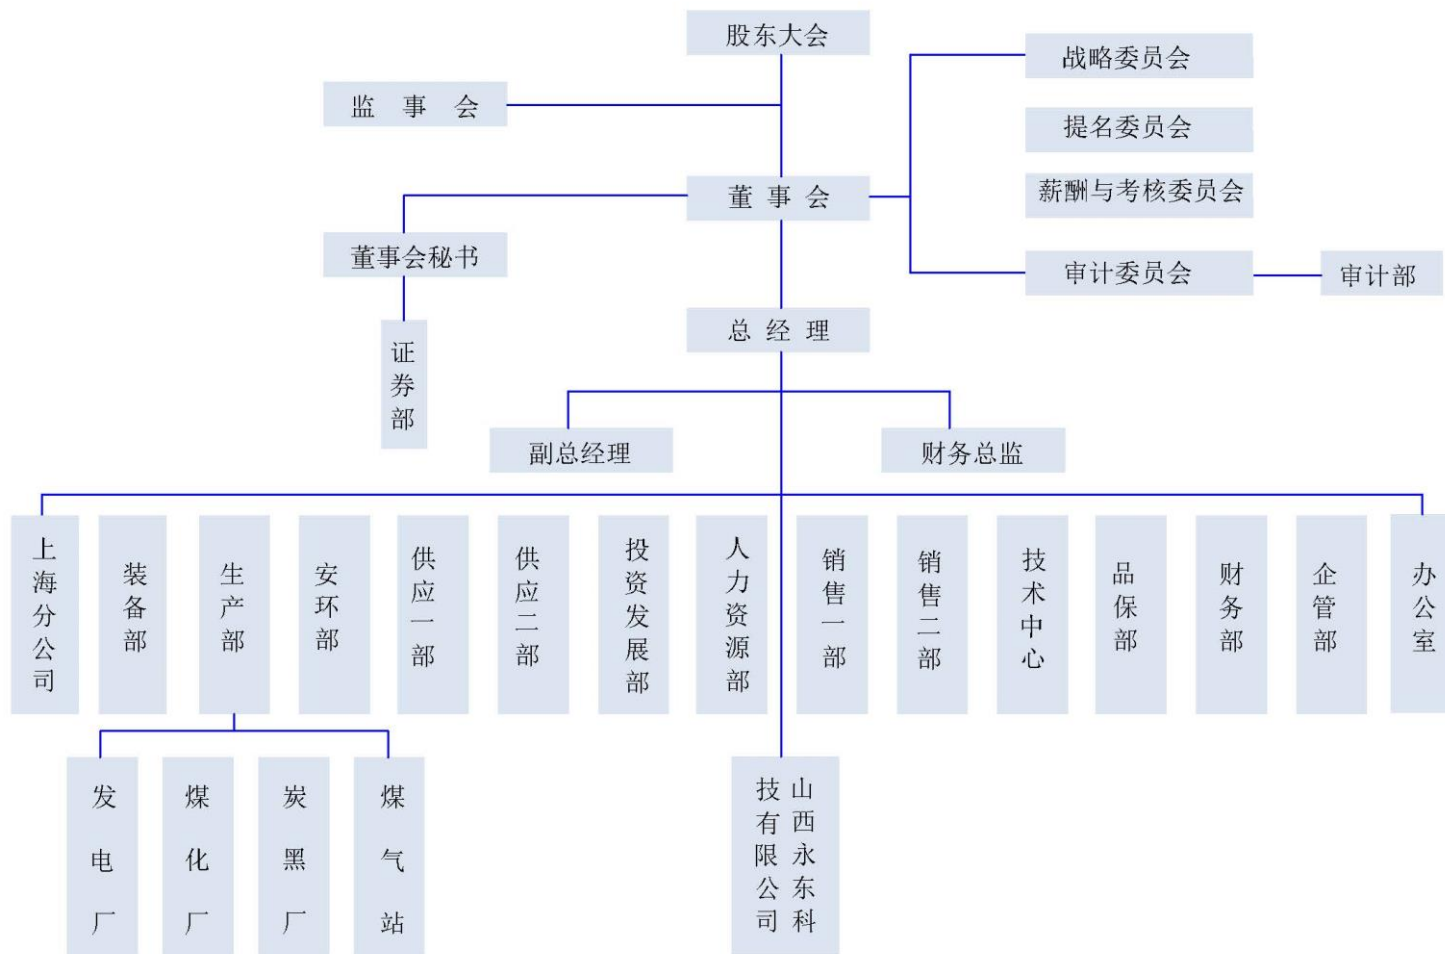 股东大会
战略委员会
监事会
提名委员会
董事会
薪酬与考核委员会
董事会秘书
审计委员会
审计部
总经理
证券部
副总经理
财务总监
上海分公司
装备部
生产部
安环部
供应一部
供应二部
投资发展部
人力资源部
销售一部
销售二部
技术中心
品保部
财务部
企管部
办公室
发电厂
煤化厂
炭黑厂
煤气站
山西永东科
技有限公司